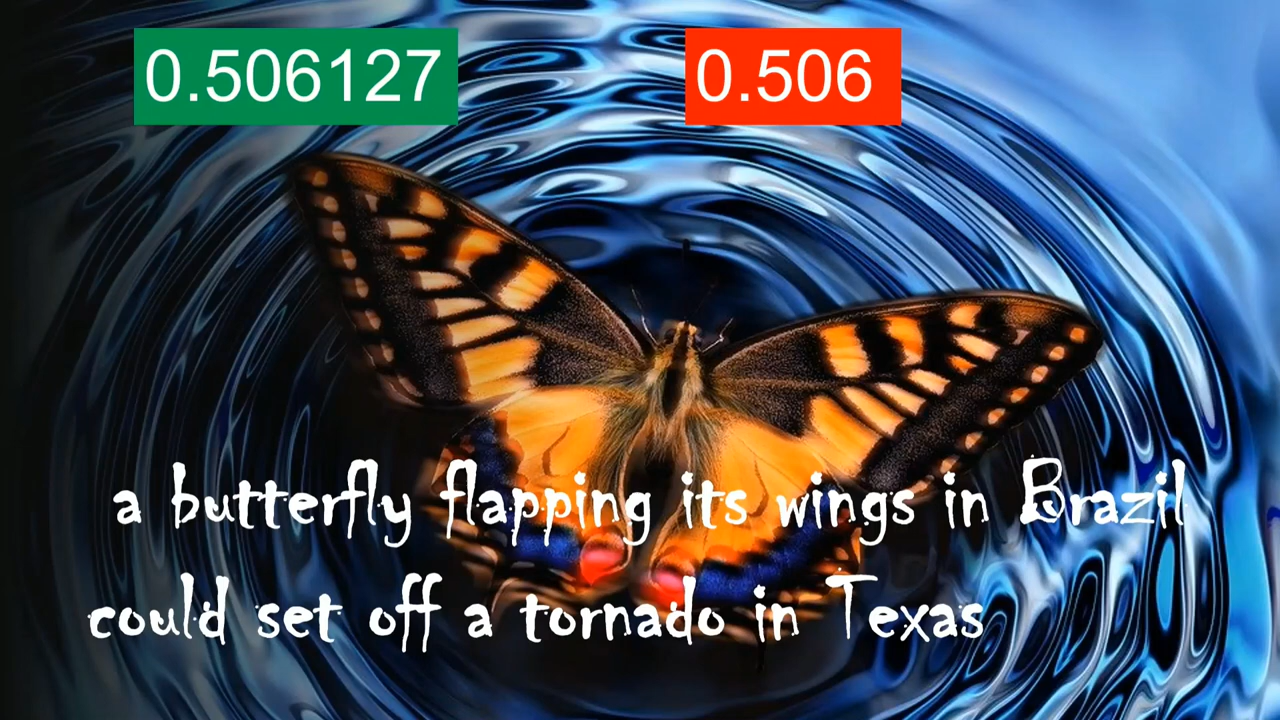 0.506127 0.506
a butterfly flapping its wings in Brazil
could set off a tornado in Texas